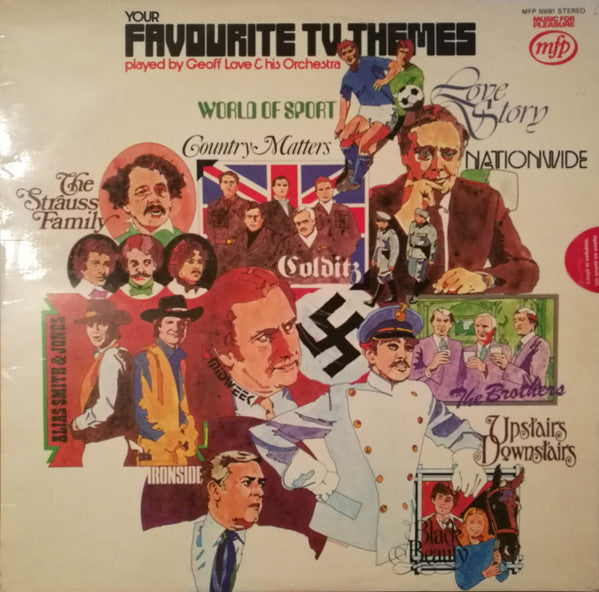 YOUR
FAVOURITE TV THEMES
played by Geoff Love & his Orchestra
MFP 50091 STEREO
MUSIC FOR
PLEASURE
mfp
WORLD OF SPORT
Love
Story
Country Matters
NATIONWIDE
The
Strauss
Family
Colditz
ALIAS SMITH & JONES
MIDWEEK
The Brothers
Upstairs
Downstairs
IRONSIDE
Black
Beauty